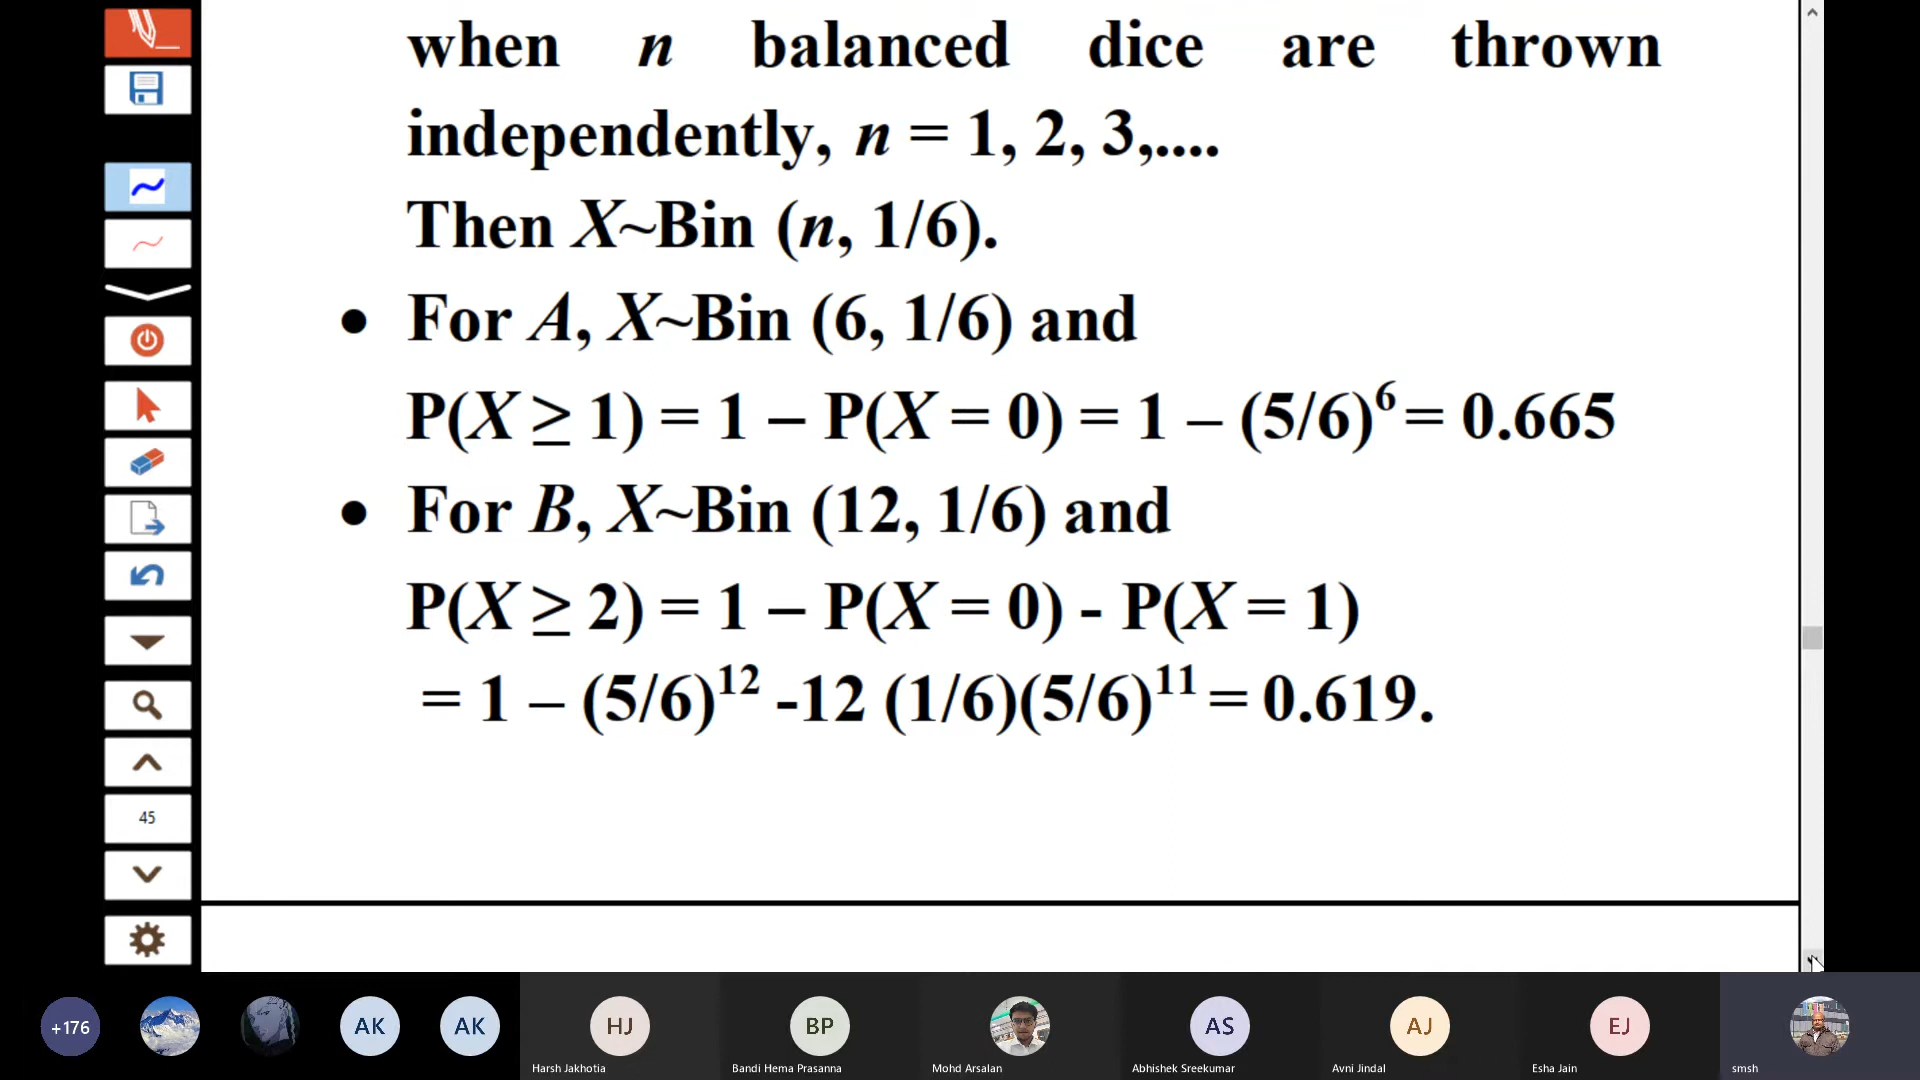 when n balanced dice are thrown
independently, n = 1, 2, 3,....
Then X~Bin (n, 1/6).
• For A, X~Bin (6, 1/6) and
P(X ≥ 1) = 1 – P(X = 0) = 1 – (5/6)⁶ = 0.665
• For B, X~Bin (12, 1/6) and
P(X ≥ 2) = 1 – P(X = 0) - P(X = 1)
= 1 – (5/6)¹² -12 (1/6)(5/6)¹¹ = 0.619.
45
+176
AK
AK
HJ
BP
AS
AJ
EJ
Harsh Jakhotia
Bandi Hema Prasanna
Mohd Arsalan
Abhishek Sreekumar
Avni Jindal
Esha Jain
smsh